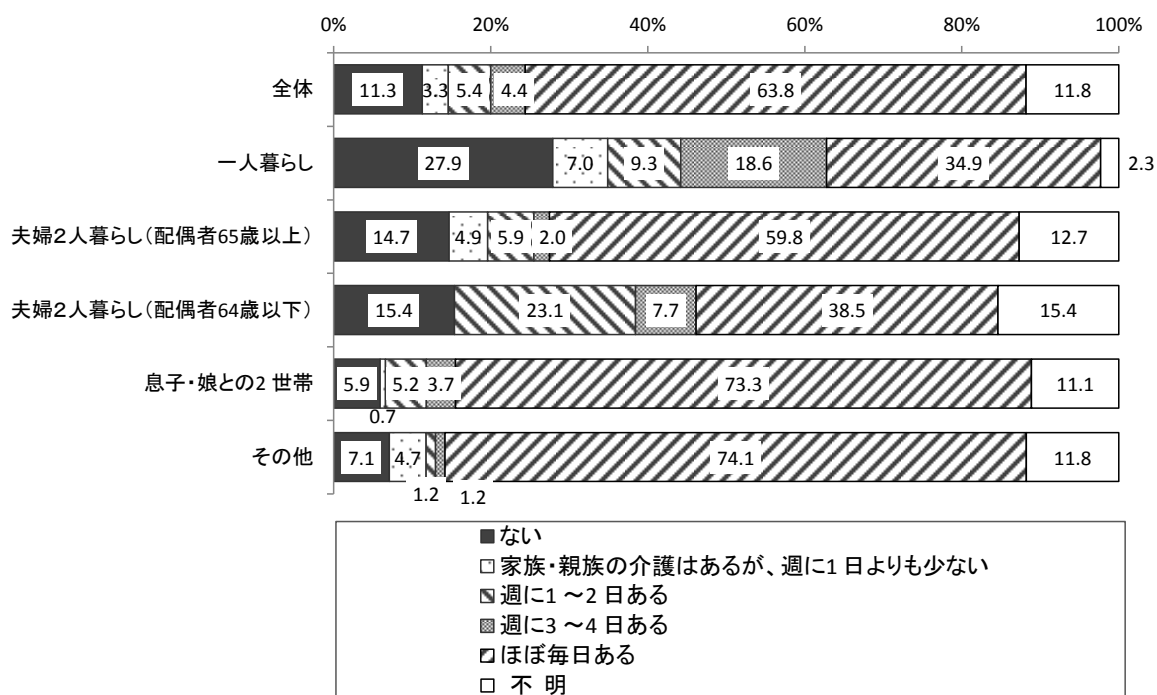 0% 20% 40% 60% 80% 100%
全体 11.3 3.3 5.4 4.4 63.8 11.8
一人暮らし 27.9 7.0 9.3 18.6 34.9 2.3
夫婦2人暮らし(配偶者65歳以上) 14.7 4.9 5.9 2.0 59.8 12.7
夫婦2人暮らし(配偶者64歳以下) 15.4 23.1 7.7 38.5 15.4
息子・娘との2 世帯 5.9 0.7 5.2 3.7 73.3 11.1
その他 7.1 4.7 1.2 1.2 74.1 11.8
ない
家族・親族の介護はあるが、週に1 日よりも少ない
週に1 ～2 日ある
週に3 ～4 日ある
ほぼ毎日ある
不 明